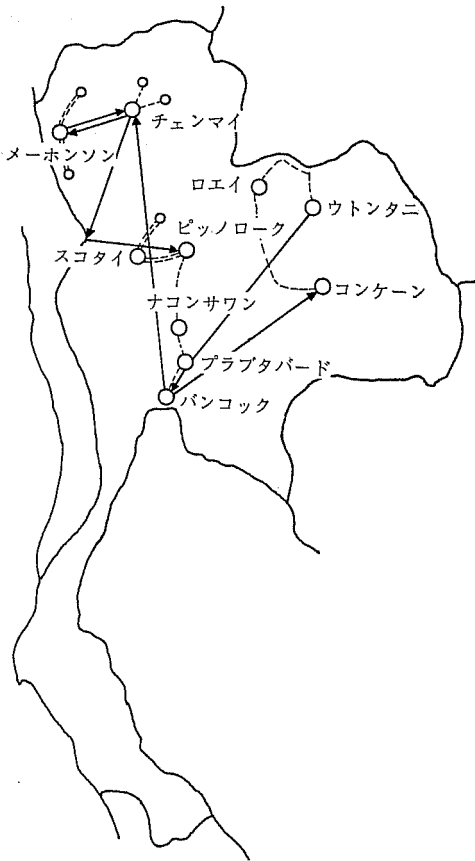 チェンマイ
メーホンソン
ロエイ
ウトンタニ
ピッノローク
スコタイ
コンケーン
ナコンサワン
プラブタバード
バンコック